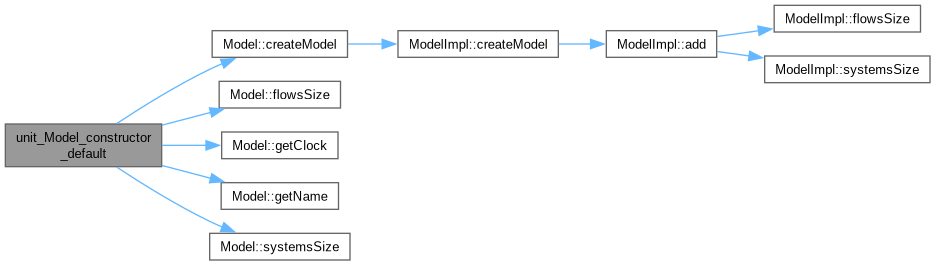 unit_Model_constructor
_default
Model::createModel
Model::flowsSize
Model::getClock
Model::getName
Model::systemsSize
ModelImpl::createModel
ModelImpl::add
ModelImpl::flowsSize
ModelImpl::systemsSize